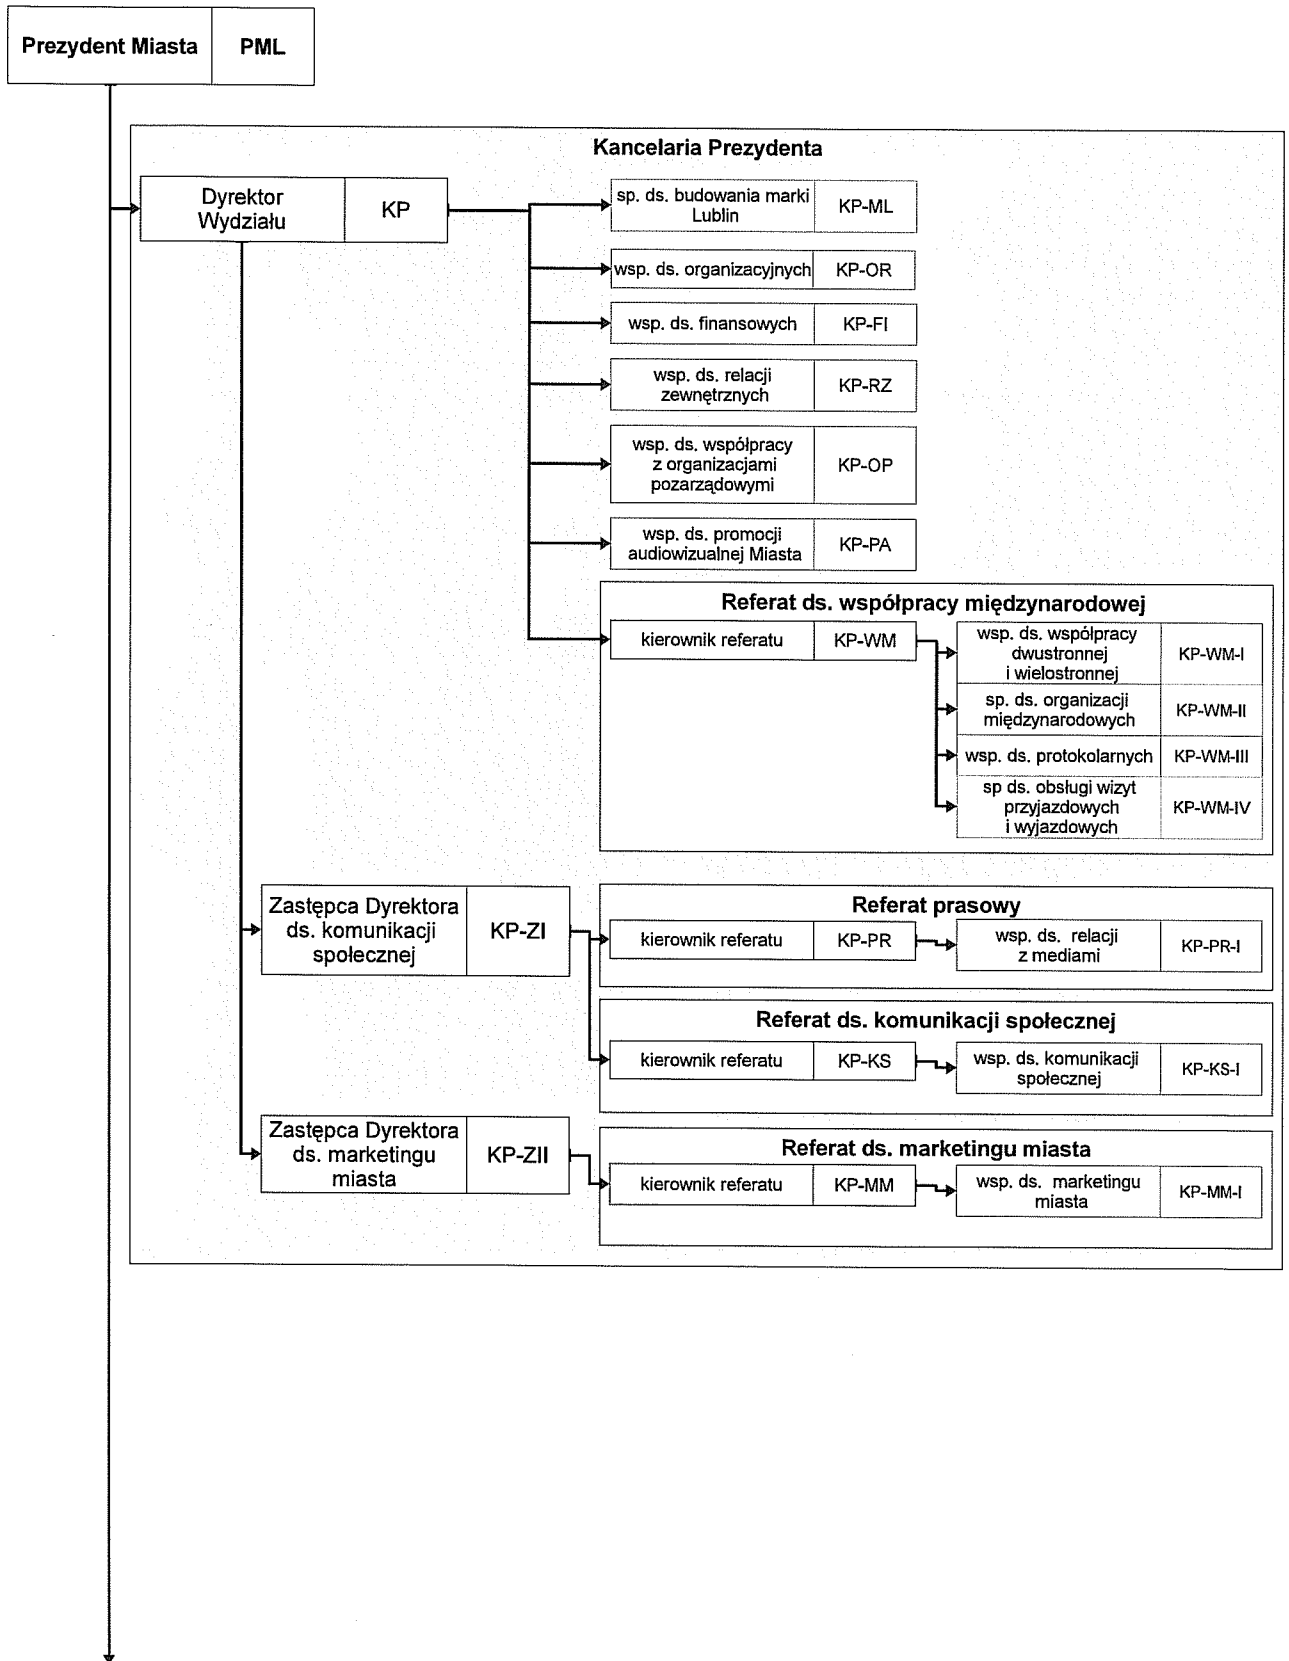 Prezydent Miasta
PML
Kancelaria Prezydenta
Dyrektor
Wydziału
KP
sp. ds. budowania marki
Lublin
KP-ML
wsp. ds. organizacyjnych
KP-OR
wsp. ds. finansowych
KP-FI
wsp. ds. relacji
zewnętrznych
KP-RZ
wsp. ds. współpracy
z organizacjami
pozarządowymi
KP-OP
wsp. ds. promocji
audiowizualnej Miasta
KP-PA
Referat ds. współpracy międzynarodowej
kierownik referatu
KP-WM
wsp. ds. współpracy
dwustronnej
i wielostronnej
KP-WM-I
sp. ds. organizacji
międzynarodowych
KP-WM-II
wsp. ds. protokolarnych
KP-WM-III
sp ds. obsługi wizyt
przyjazdowych
i wyjazdowych
KP-WM-IV
Zastępca Dyrektora
ds. komunikacji
społecznej
KP-ZI
Referat prasowy
kierownik referatu
KP-PR
wsp. ds. relacji
z mediami
KP-PR-I
Referat ds. komunikacji społecznej
kierownik referatu
KP-KS
wsp. ds. komunikacji
społecznej
KP-KS-I
Zastępca Dyrektora
ds. marketingu
miasta
KP-ZII
Referat ds. marketingu miasta
kierownik referatu
KP-MM
wsp. ds. marketingu
miasta
KP-MM-I